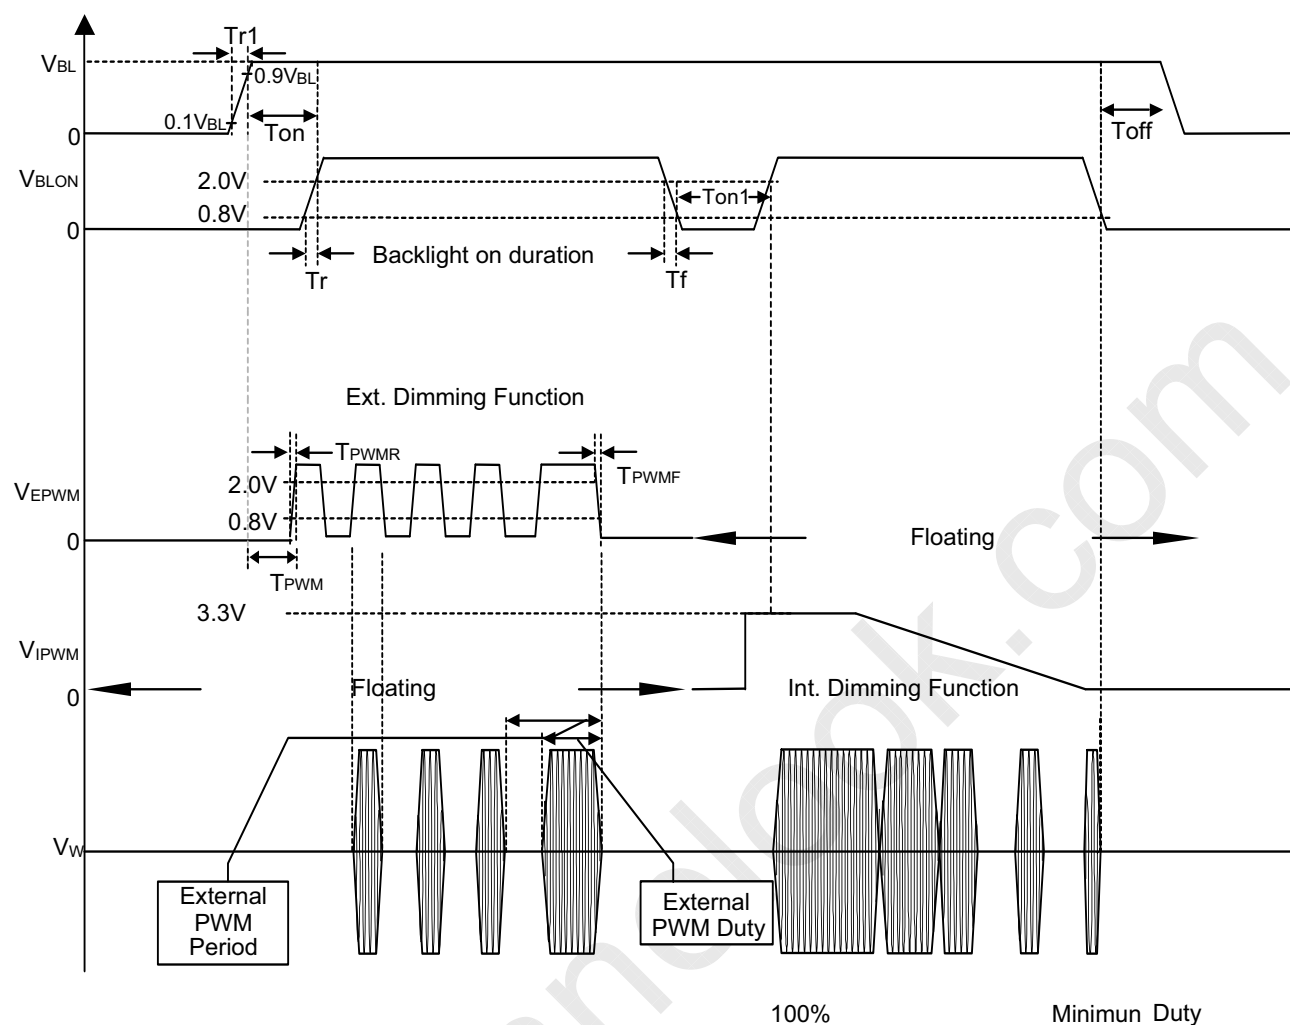 Tr1
VBL
0.9VBL
0.1VBL
Ton
Toff
0
VBLON
2.0V
Ton1
0.8V
0
Backlight on duration
Tr
Tf
Ext. Dimming Function
TPWMR
TPWMF
2.0V
VEPWM
0.8V
0
Floating
TPWM
3.3V
VIPWM
Floating
Int. Dimming Function
0
VW
External
PWM
Period
External
PWM Duty
100%
Minimun Duty